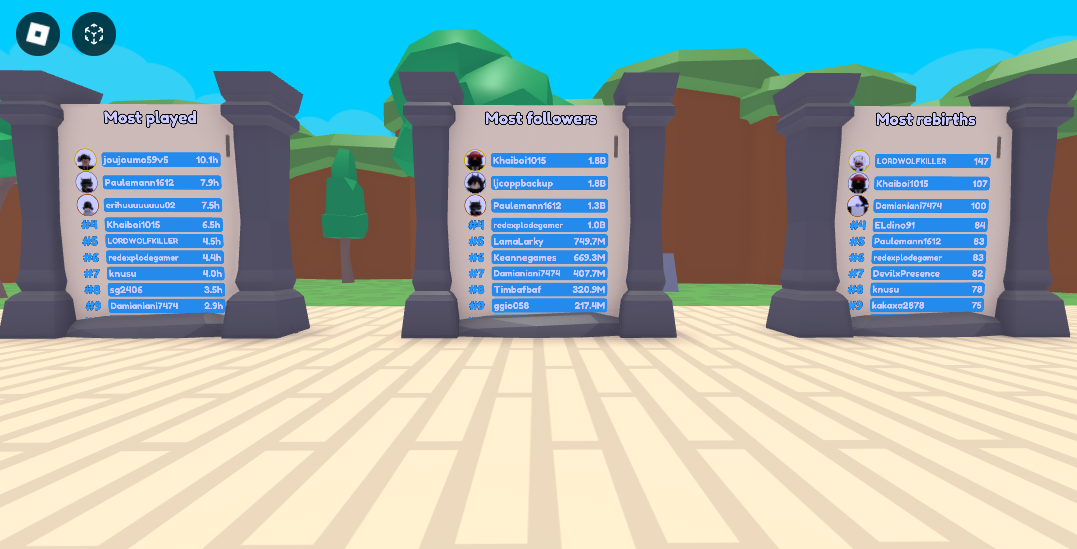 Most played
joujouma59v5 10.1h
Paulemann1612 7.9h
erihuuuuuuuu02 7.5h
#4 Khaiboi1015 6.5h
#5 LORDWOLFKILLER 4.5h
#6 redexplodegamer 4.4h
#7 knusu 4.0h
#8 sg2406 3.5h
#9 Damianiani7474 2.9h
Most followers
Khaiboi1015 1.8B
ljcoppbackup 1.8B
Paulemann1612 1.3B
#4 redexplodegamer 1.0B
#5 LamaLarky 749.7M
#6 Keannegames 669.3M
#7 Damianiani7474 407.7M
#8 Timbafbaf 320.9M
#9 ggio058 217.4M
Most rebirths
LORDWOLFKILLER 147
Khaiboi1015 107
Damianiani7474 100
#4 ELdino91 84
#5 Paulemann1612 83
#6 redexplodegamer 83
#7 DevilxPresence 82
#8 knusu 78
#9 kakaxa2678 75